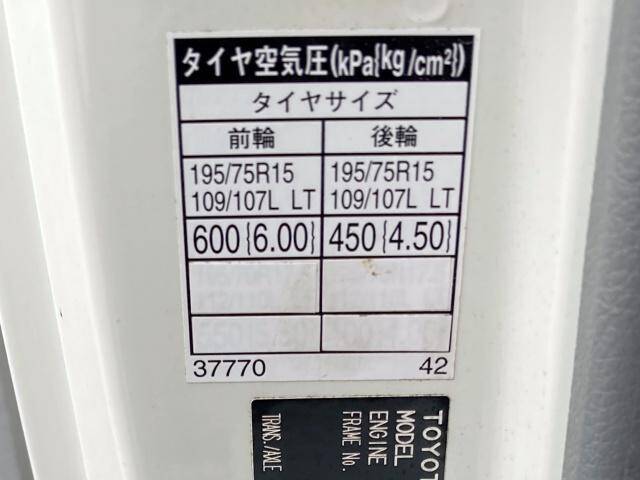 タイヤ空気圧(kPa{kg/cm²})
タイヤサイズ
前輪 後輪
195/75R15 195/75R15
109/107L LT 109/107L LT
600{6.00} 450{4.50}
37770 42
TOYOT
MODEL
ENGINE
FRAME No.
TRANS./AXLE